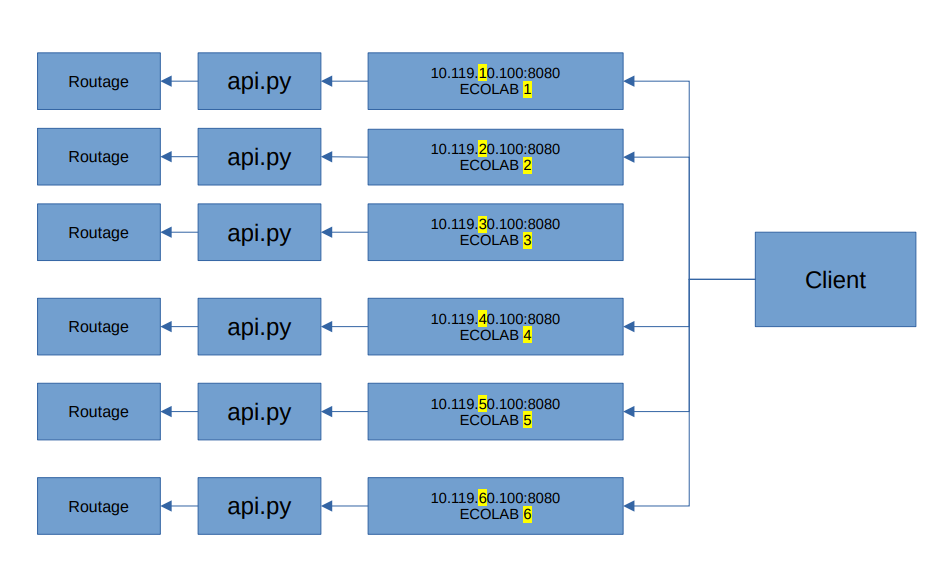 Routage
api.py
10.119.10.100:8080
ECOLAB 1
Routage
api.py
10.119.20.100:8080
ECOLAB 2
Routage
api.py
10.119.30.100:8080
ECOLAB 3
Client
Routage
api.py
10.119.40.100:8080
ECOLAB 4
Routage
api.py
10.119.50.100:8080
ECOLAB 5
Routage
api.py
10.119.60.100:8080
ECOLAB 6